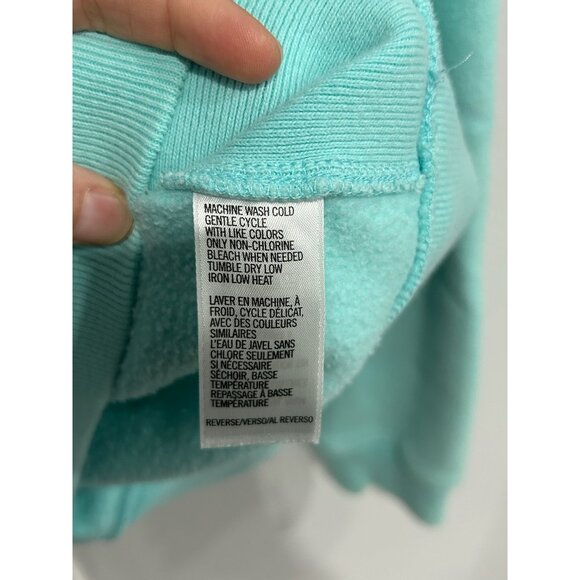 MACHINE WASH COLD
GENTLE CYCLE
WITH LIKE COLORS
ONLY NON-CHLORINE
BLEACH WHEN NEEDED
TUMBLE DRY LOW
IRON LOW HEAT
LAVER EN MACHINE, À
FROID, CYCLE DÉLICAT,
AVEC DES COULEURS
SIMILAIRES
L'EAU DE JAVEL SANS
CHLORE SEULEMENT
SI NÉCESSAIRE
SÉCHOIR, BASSE
TEMPÉRATURE
REPASSAGE À BASSE
TEMPÉRATURE
REVERSE/VERSO/AL REVERSO